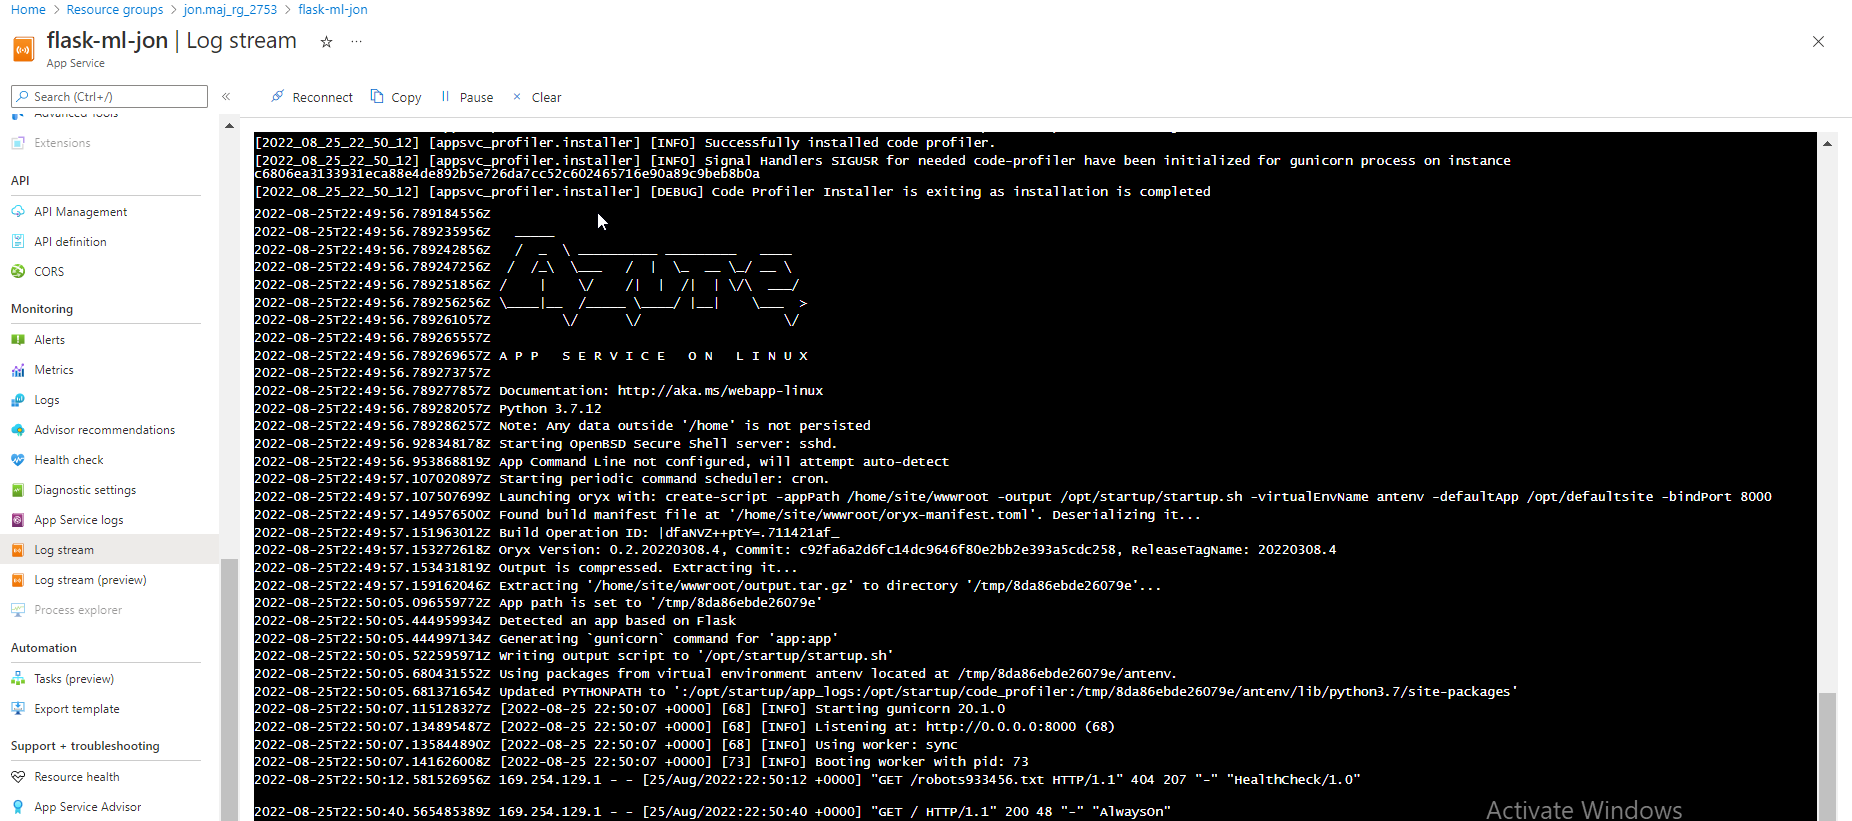 Home > Resource groups > jon.maj_rg_2753 > flask-ml-jon
flask-ml-jon | Log stream
App Service
Search (Ctrl+/)
Advanced Tools
Extensions
API
API Management
API definition
CORS
Monitoring
Alerts
Metrics
Logs
Advisor recommendations
Health check
Diagnostic settings
App Service logs
Log stream
Log stream (preview)
Process explorer
Automation
Tasks (preview)
Export template
Support + troubleshooting
Resource health
App Service Advisor
Reconnect Copy Pause Clear
[2022_08_25_22_50_12] [appsvc_profiler.installer] [INFO] Successfully installed code profiler.
[2022_08_25_22_50_12] [appsvc_profiler.installer] [INFO] Signal Handlers SIGUSR for needed code-profiler have been initialized for gunicorn process on instance
c6806ea3133931eca88e4de892b5e726da7cc52c602465716e90a89c9beb8b0a
[2022_08_25_22_50_12] [appsvc_profiler.installer] [DEBUG] Code Profiler Installer is exiting as installation is completed
2022-08-25T22:49:56.789184556Z
2022-08-25T22:49:56.789235956Z   _____
2022-08-25T22:49:56.789242856Z   /  _  \ __________ _________   ____
2022-08-25T22:49:56.789247256Z  /  /_\  \___   /  |  \_  __ \_/ __ \
2022-08-25T22:49:56.789251856Z /    |    \/    /|  |  /|  | \/\  ___/
2022-08-25T22:49:56.789256256Z \____|__  /_____ \____/ |__|    \___  >
2022-08-25T22:49:56.789261057Z         \/      \/                  \/
2022-08-25T22:49:56.789265557Z
2022-08-25T22:49:56.789269657Z A P P   S E R V I C E   O N   L I N U X
2022-08-25T22:49:56.789273757Z
2022-08-25T22:49:56.789277857Z Documentation: http://aka.ms/webapp-linux
2022-08-25T22:49:56.789282057Z Python 3.7.12
2022-08-25T22:49:56.789286257Z Note: Any data outside '/home' is not persisted
2022-08-25T22:49:56.928348178Z Starting OpenBSD Secure Shell server: sshd.
2022-08-25T22:49:56.953868819Z App Command Line not configured, will attempt auto-detect
2022-08-25T22:49:57.107020897Z Starting periodic command scheduler: cron.
2022-08-25T22:49:57.107507699Z Launching oryx with: create-script -appPath /home/site/wwwroot -output /opt/startup/startup.sh -virtualEnvName antenv -defaultApp /opt/defaultsite -bindPort 8000
2022-08-25T22:49:57.149576500Z Found build manifest file at '/home/site/wwwroot/oryx-manifest.toml'. Deserializing it...
2022-08-25T22:49:57.151963012Z Build Operation ID: |dfaNVZ++ptY=.711421af_
2022-08-25T22:49:57.153272618Z Oryx Version: 0.2.20220308.4, Commit: c92fa6a2d6fc14dc9646f80e2bb2e393a5cdc258, ReleaseTagName: 20220308.4
2022-08-25T22:49:57.153431819Z Output is compressed. Extracting it...
2022-08-25T22:49:57.159162046Z Extracting '/home/site/wwwroot/output.tar.gz' to directory '/tmp/8da86ebde26079e'...
2022-08-25T22:50:05.096559772Z App path is set to '/tmp/8da86ebde26079e'
2022-08-25T22:50:05.444959934Z Detected an app based on Flask
2022-08-25T22:50:05.444997134Z Generating `gunicorn` command for 'app:app'
2022-08-25T22:50:05.522595971Z Writing output script to '/opt/startup/startup.sh'
2022-08-25T22:50:05.680431552Z Using packages from virtual environment antenv located at /tmp/8da86ebde26079e/antenv.
2022-08-25T22:50:05.681371654Z Updated PYTHONPATH to ':/opt/startup/app_logs:/opt/startup/code_profiler:/tmp/8da86ebde26079e/antenv/lib/python3.7/site-packages'
2022-08-25T22:50:07.115128327Z [2022-08-25 22:50:07 +0000] [68] [INFO] Starting gunicorn 20.1.0
2022-08-25T22:50:07.134895487Z [2022-08-25 22:50:07 +0000] [68] [INFO] Listening at: http://0.0.0.0:8000 (68)
2022-08-25T22:50:07.135844890Z [2022-08-25 22:50:07 +0000] [68] [INFO] Using worker: sync
2022-08-25T22:50:07.141626008Z [2022-08-25 22:50:07 +0000] [73] [INFO] Booting worker with pid: 73
2022-08-25T22:50:12.581526956Z 169.254.129.1 - - [25/Aug/2022:22:50:12 +0000] "GET /robots933456.txt HTTP/1.1" 404 207 "-" "HealthCheck/1.0"
2022-08-25T22:50:40.565485389Z 169.254.129.1 - - [25/Aug/2022:22:50:40 +0000] "GET / HTTP/1.1" 200 48 "-" "AlwaysOn"
Activate Windows